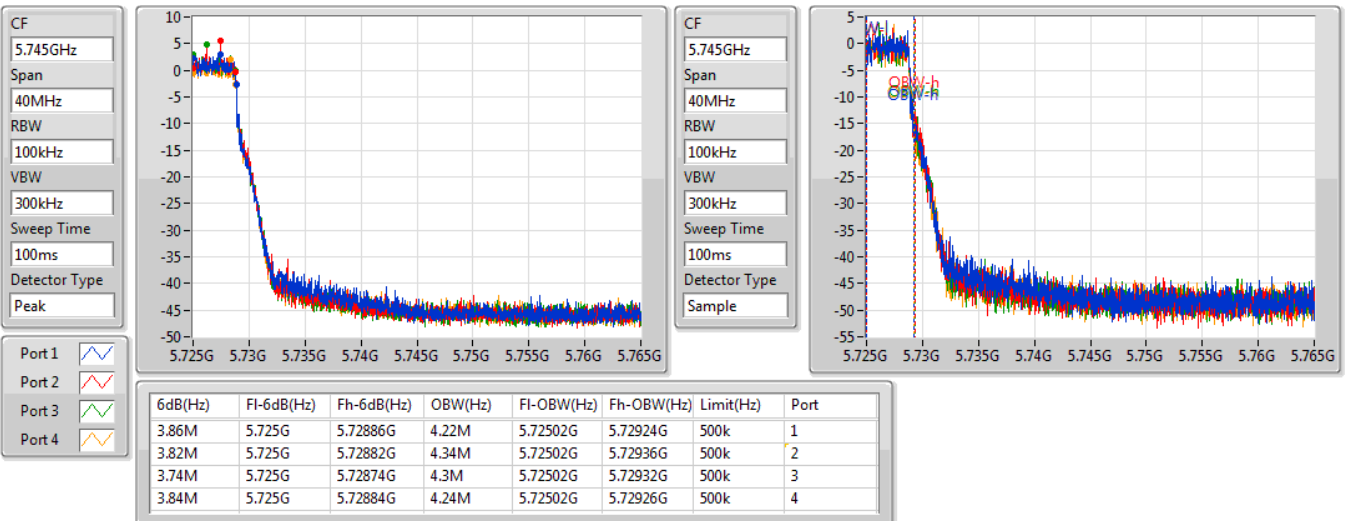 CF
5.745GHz
Span
40MHz
RBW
100kHz
VBW
300kHz
Sweep Time
100ms
Detector Type
Peak
Port 1
Port 2
Port 3
Port 4
10
5
0
-5
-10
-15
-20
-25
-30
-35
-40
-45
-50
5.725G 5.73G 5.735G 5.74G 5.745G 5.75G 5.755G 5.76G 5.765G
CF
5.745GHz
Span
40MHz
RBW
100kHz
VBW
300kHz
Sweep Time
100ms
Detector Type
Sample
5
0
-5
-10
-15
-20
-25
-30
-35
-40
-45
-50
-55
OBW-h
OBW-h
5.725G 5.73G 5.735G 5.74G 5.745G 5.75G 5.755G 5.76G 5.765G
6dB(Hz) Fl-6dB(Hz) Fh-6dB(Hz) OBW(Hz) Fl-OBW(Hz) Fh-OBW(Hz) Limit(Hz) Port
3.86M 5.725G 5.72886G 4.22M 5.72502G 5.72924G 500k 1
3.82M 5.725G 5.72882G 4.34M 5.72502G 5.72936G 500k 2
3.74M 5.725G 5.72874G 4.3M 5.72502G 5.72932G 500k 3
3.84M 5.725G 5.72884G 4.24M 5.72502G 5.72926G 500k 4